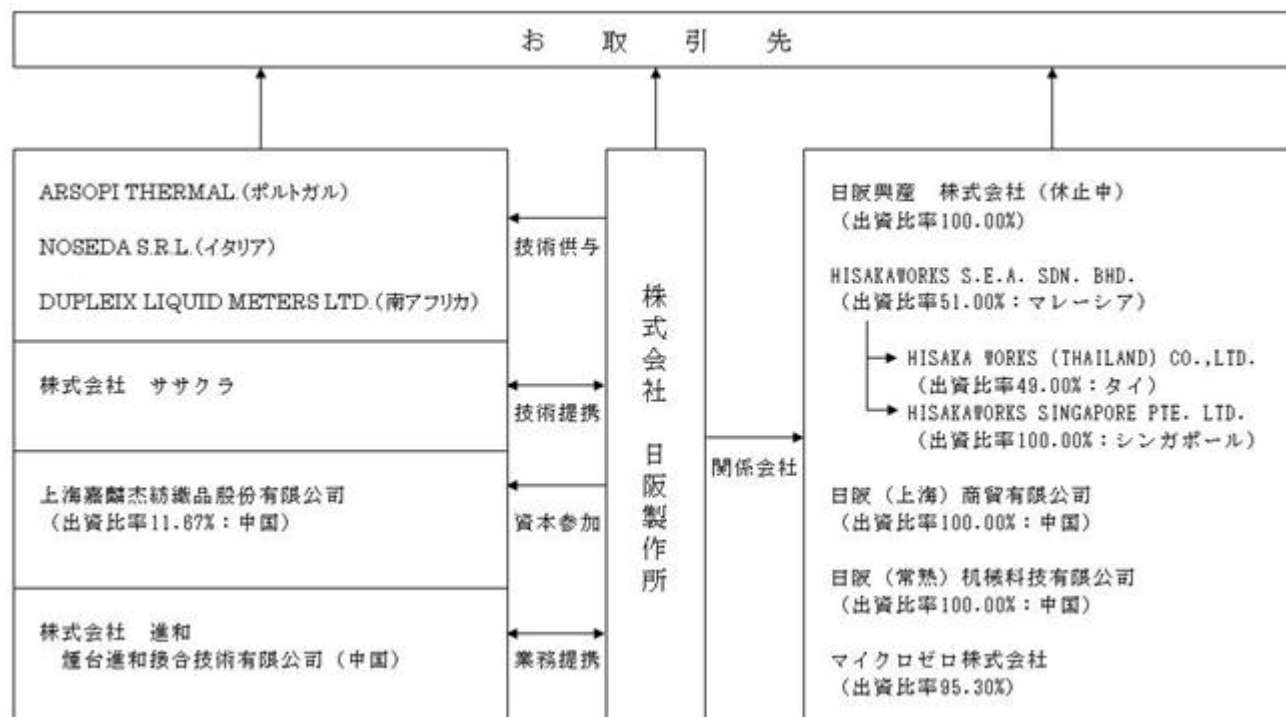 お取引先
ARSOPI THERMAL.(ポルトガル)
NOSEDA S.R.L.(イタリア)
DUPLEIX LIQUID METERS LTD.(南アフリカ)
株式会社 ササクラ
上海嘉麟杰紡織品股份有限公司
(出資比率11.67%:中国)
株式会社 進和
煙台進和接合技術有限公司(中国)
技術供与
技術提携
資本参加
業務提携
株式会社 日阪製作所
関係会社
日阪興産 株式会社(休止中)
(出資比率100.00%)
HISAKAWORKS S.E.A. SDN. BHD.
(出資比率51.00%:マレーシア)
HISAKA WORKS (THAILAND) CO.,LTD.
(出資比率49.00%:タイ)
HISAKAWORKS SINGAPORE PTE. LTD.
(出資比率100.00%:シンガポール)
日阪(上海)商貿有限公司
(出資比率100.00%:中国)
日阪(常熟)机械科技有限公司
(出資比率100.00%:中国)
マイクロゼロ株式会社
(出資比率95.30%)